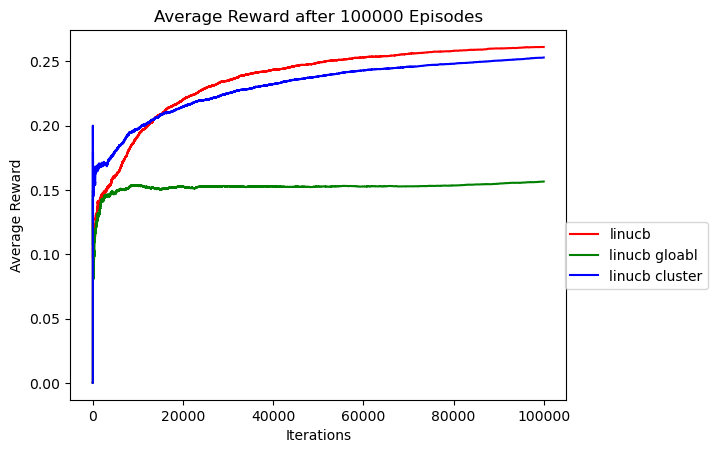 Average Reward after 100000 Episodes
Average Reward
0.25
0.20
0.15
0.10
0.05
0.00
0
20000
40000
60000
80000
100000
Iterations
linucb
linucb gloabl
linucb cluster